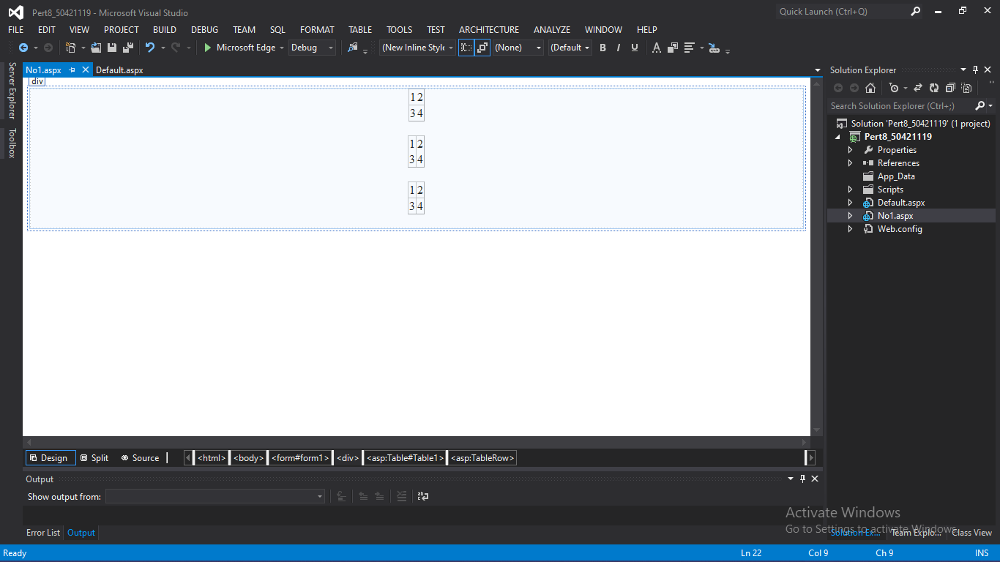 Pert8_50421119 - Microsoft Visual Studio
Quick Launch (Ctrl+Q)
FILE EDIT VIEW PROJECT BUILD DEBUG TEAM SQL FORMAT TABLE TOOLS TEST ARCHITECTURE ANALYZE WINDOW HELP
Microsoft Edge Debug (New Inline Style (None) (Default B I U A
Server Explorer
Toolbox
No1.aspx Default.aspx
div
1 2
3 4
1 2
3 4
1 2
3 4
Design Split Source <html> <body> <form#form1> <div> <asp:Table#Table1> <asp:TableRow>
Output
Show output from:
Error List Output
Solution Explorer
Search Solution Explorer (Ctrl+;)
Solution 'Pert8_50421119' (1 project)
Pert8_50421119
Properties
References
App_Data
Scripts
Default.aspx
No1.aspx
Web.config
Activate Windows
Go to Settings to activate Windows.
Solution Ex... Team Explo... Class View
Ready Ln 22 Col 9 Ch 9 INS